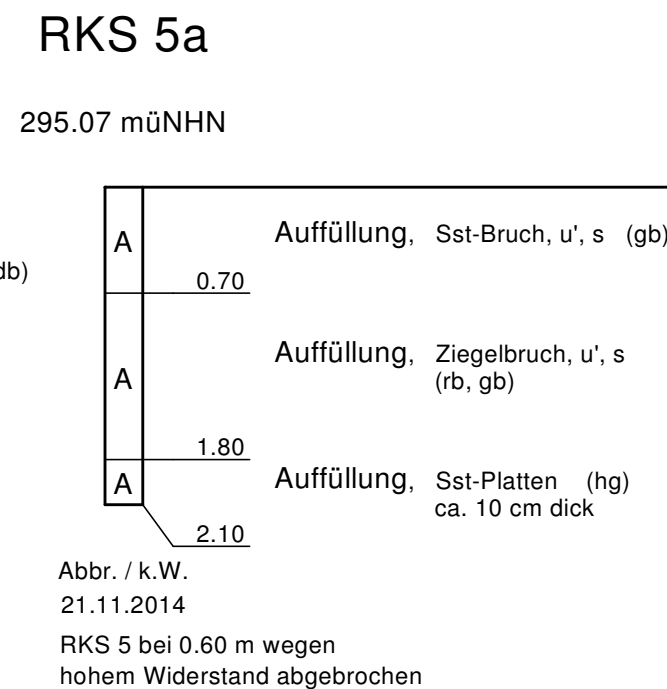 RKS 5a
295.07 müNHN
A Auffüllung, Sst-Bruch, u', s (gb)
db)
0.70
A Auffüllung, Ziegelbruch, u', s
(rb, gb)
1.80
A Auffüllung, Sst-Platten (hg)
ca. 10 cm dick
2.10
Abbr. / k.W.
21.11.2014
RKS 5 bei 0.60 m wegen
hohem Widerstand abgebrochen